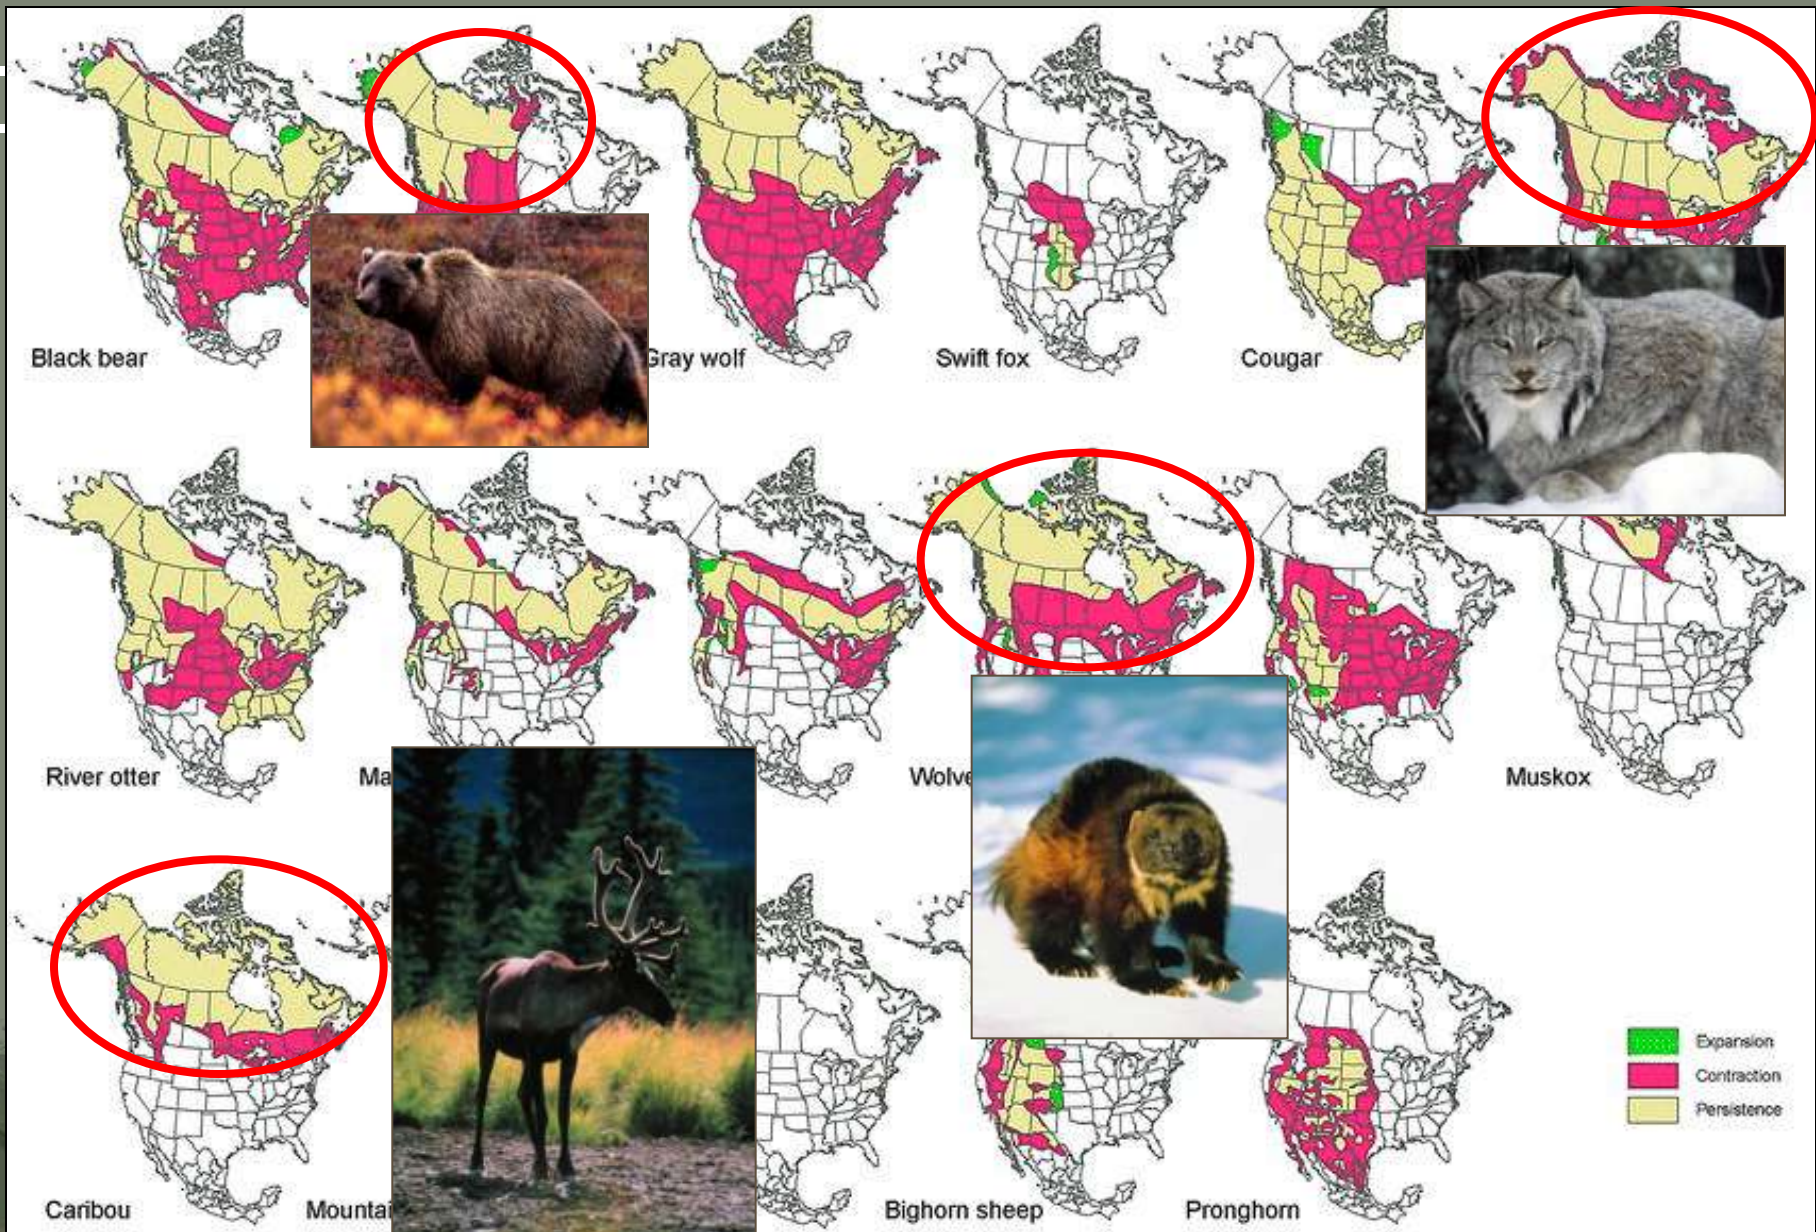 Black bear
Gray wolf
Swift fox
Cougar
River otter
Ma
Wolve
Muskox
Expansion
Contraction
Persistence
Caribou
Mountai
Bighorn sheep
Pronghorn